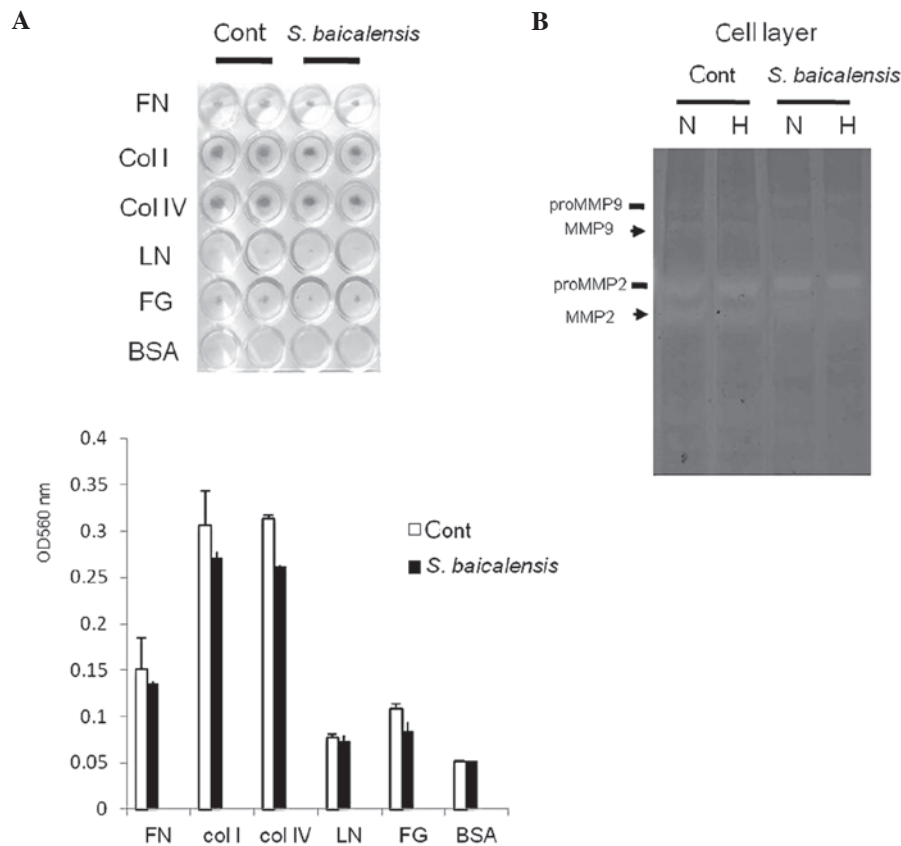 A
Cont S. baicalensis
FN
Col I
Col IV
LN
FG
BSA
0.4
0.35
0.3
0.25
0.2
0.15
0.1
0.05
0
OD560 nm
Cont
S. baicalensis
FN col I col IV LN FG BSA
B
Cell layer
Cont S. baicalensis
N H N H
proMMP9
MMP9
proMMP2
MMP2